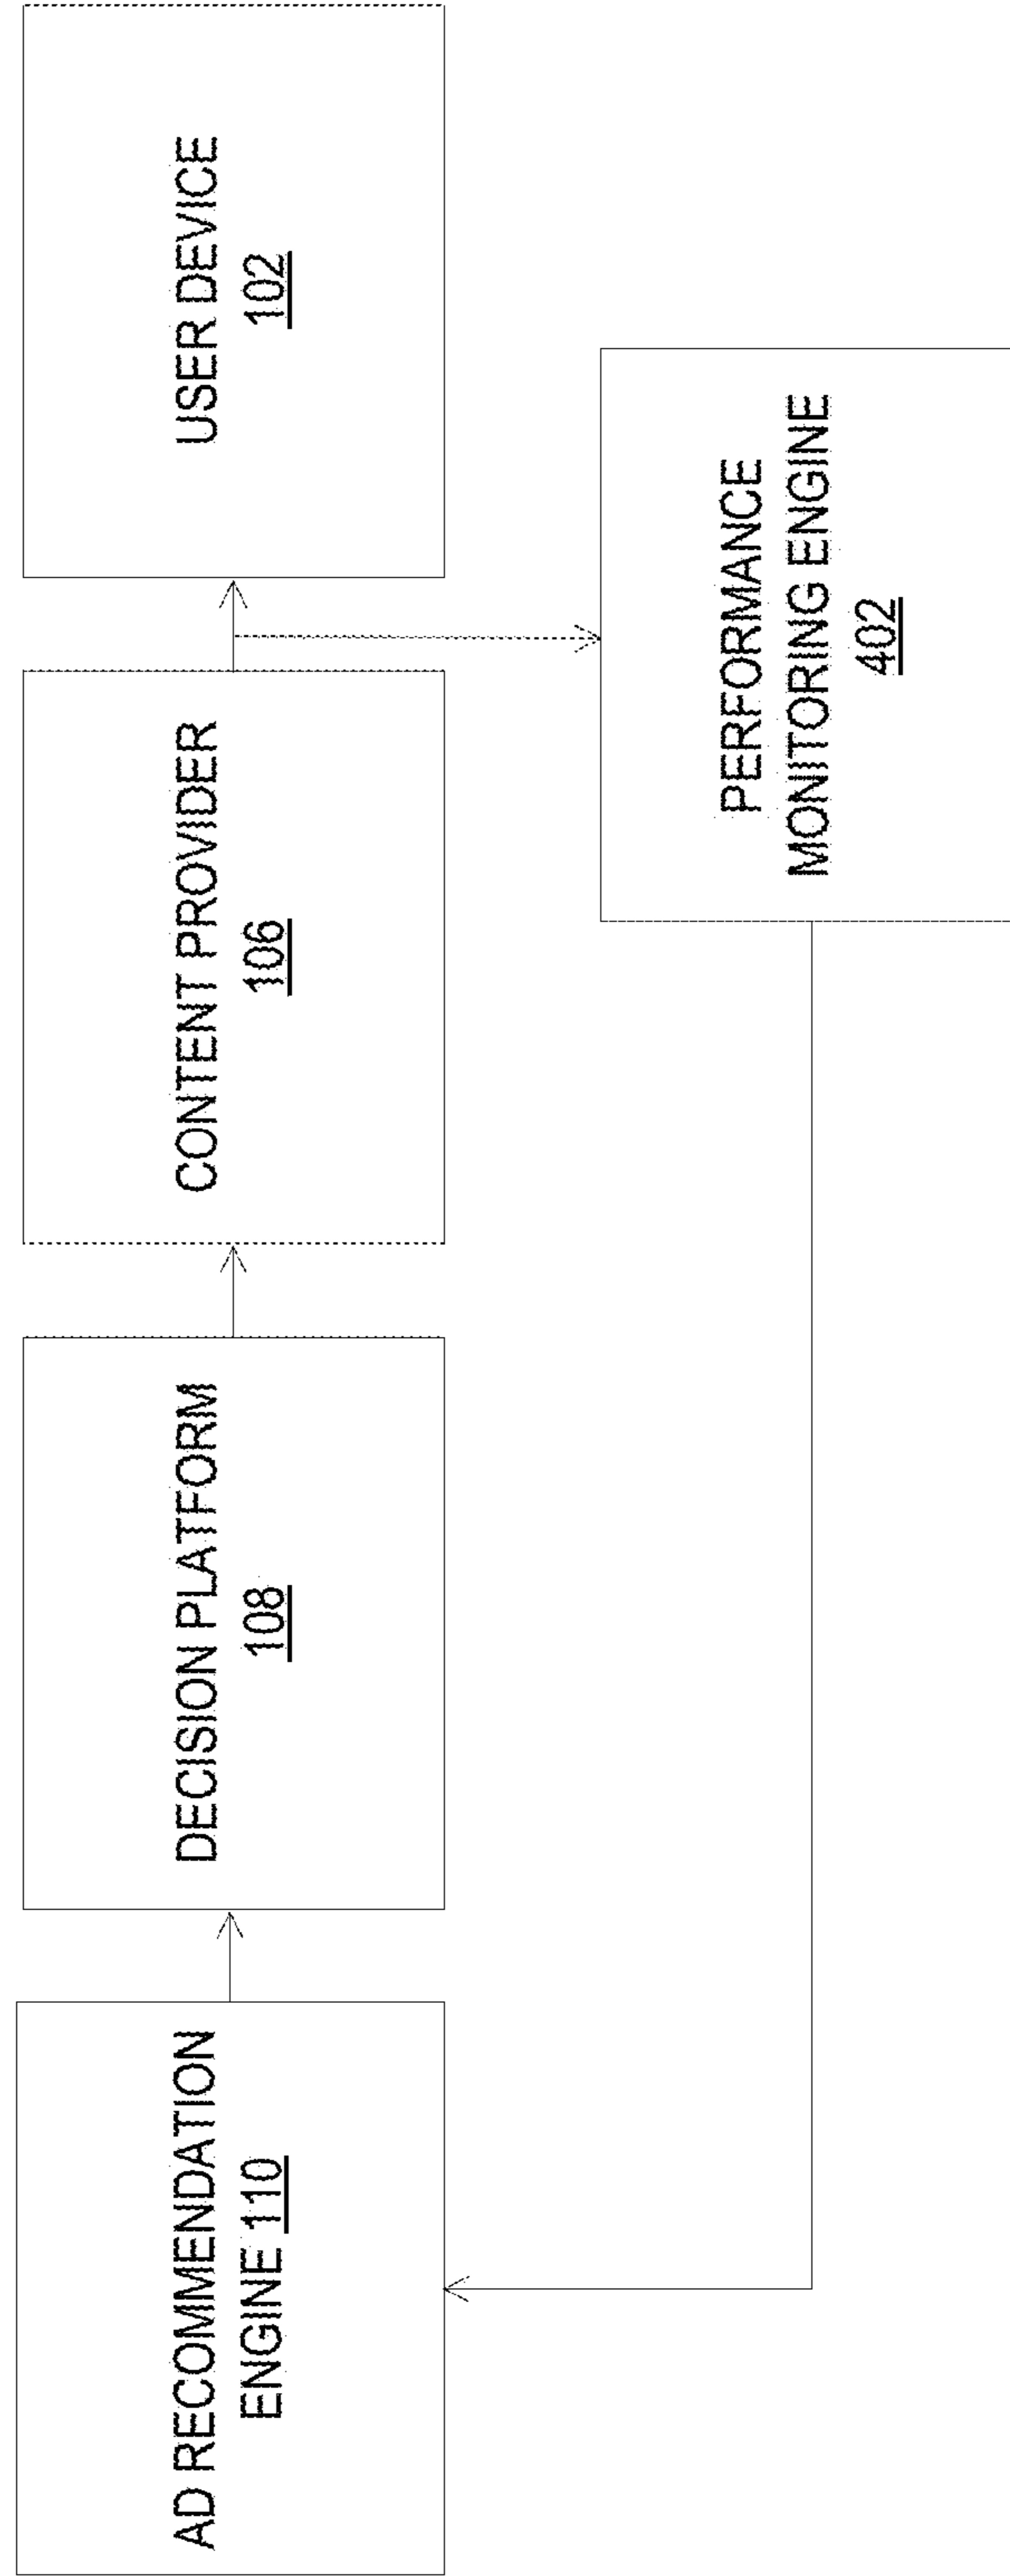 AD RECOMMENDATION
ENGINE 110
DECISION PLATFORM
108
CONTENT PROVIDER
106
USER DEVICE
102
PERFORMANCE
MONITORING ENGINE
402